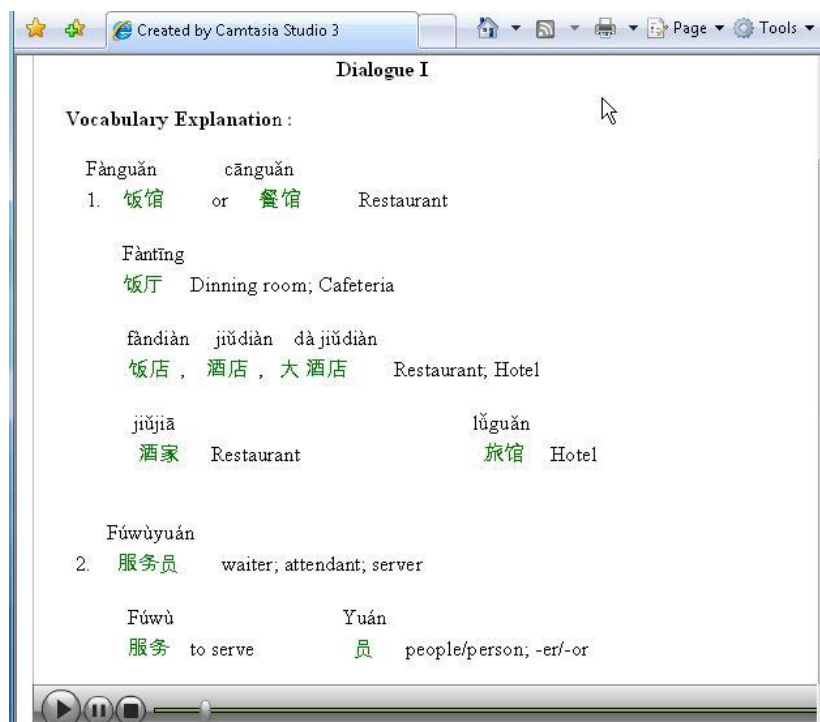 Created by Camtasia Studio 3
Page
Tools
Dialogue I
Vocabulary Explanation :
Fànguǎn cānguǎn
1. 饭馆 or 餐馆 Restaurant
Fàntīng
饭厅 Dinning room; Cafeteria
fàndiàn jiǔdiàn dà jiǔdiàn
饭店 , 酒店 , 大 酒店 Restaurant; Hotel
jiǔjiā lǚguǎn
酒家 Restaurant 旅馆 Hotel
Fúwùyuán
2. 服务员 waiter; attendant; server
Fúwù Yuán
服务 to serve 员 people/person; -er/-or